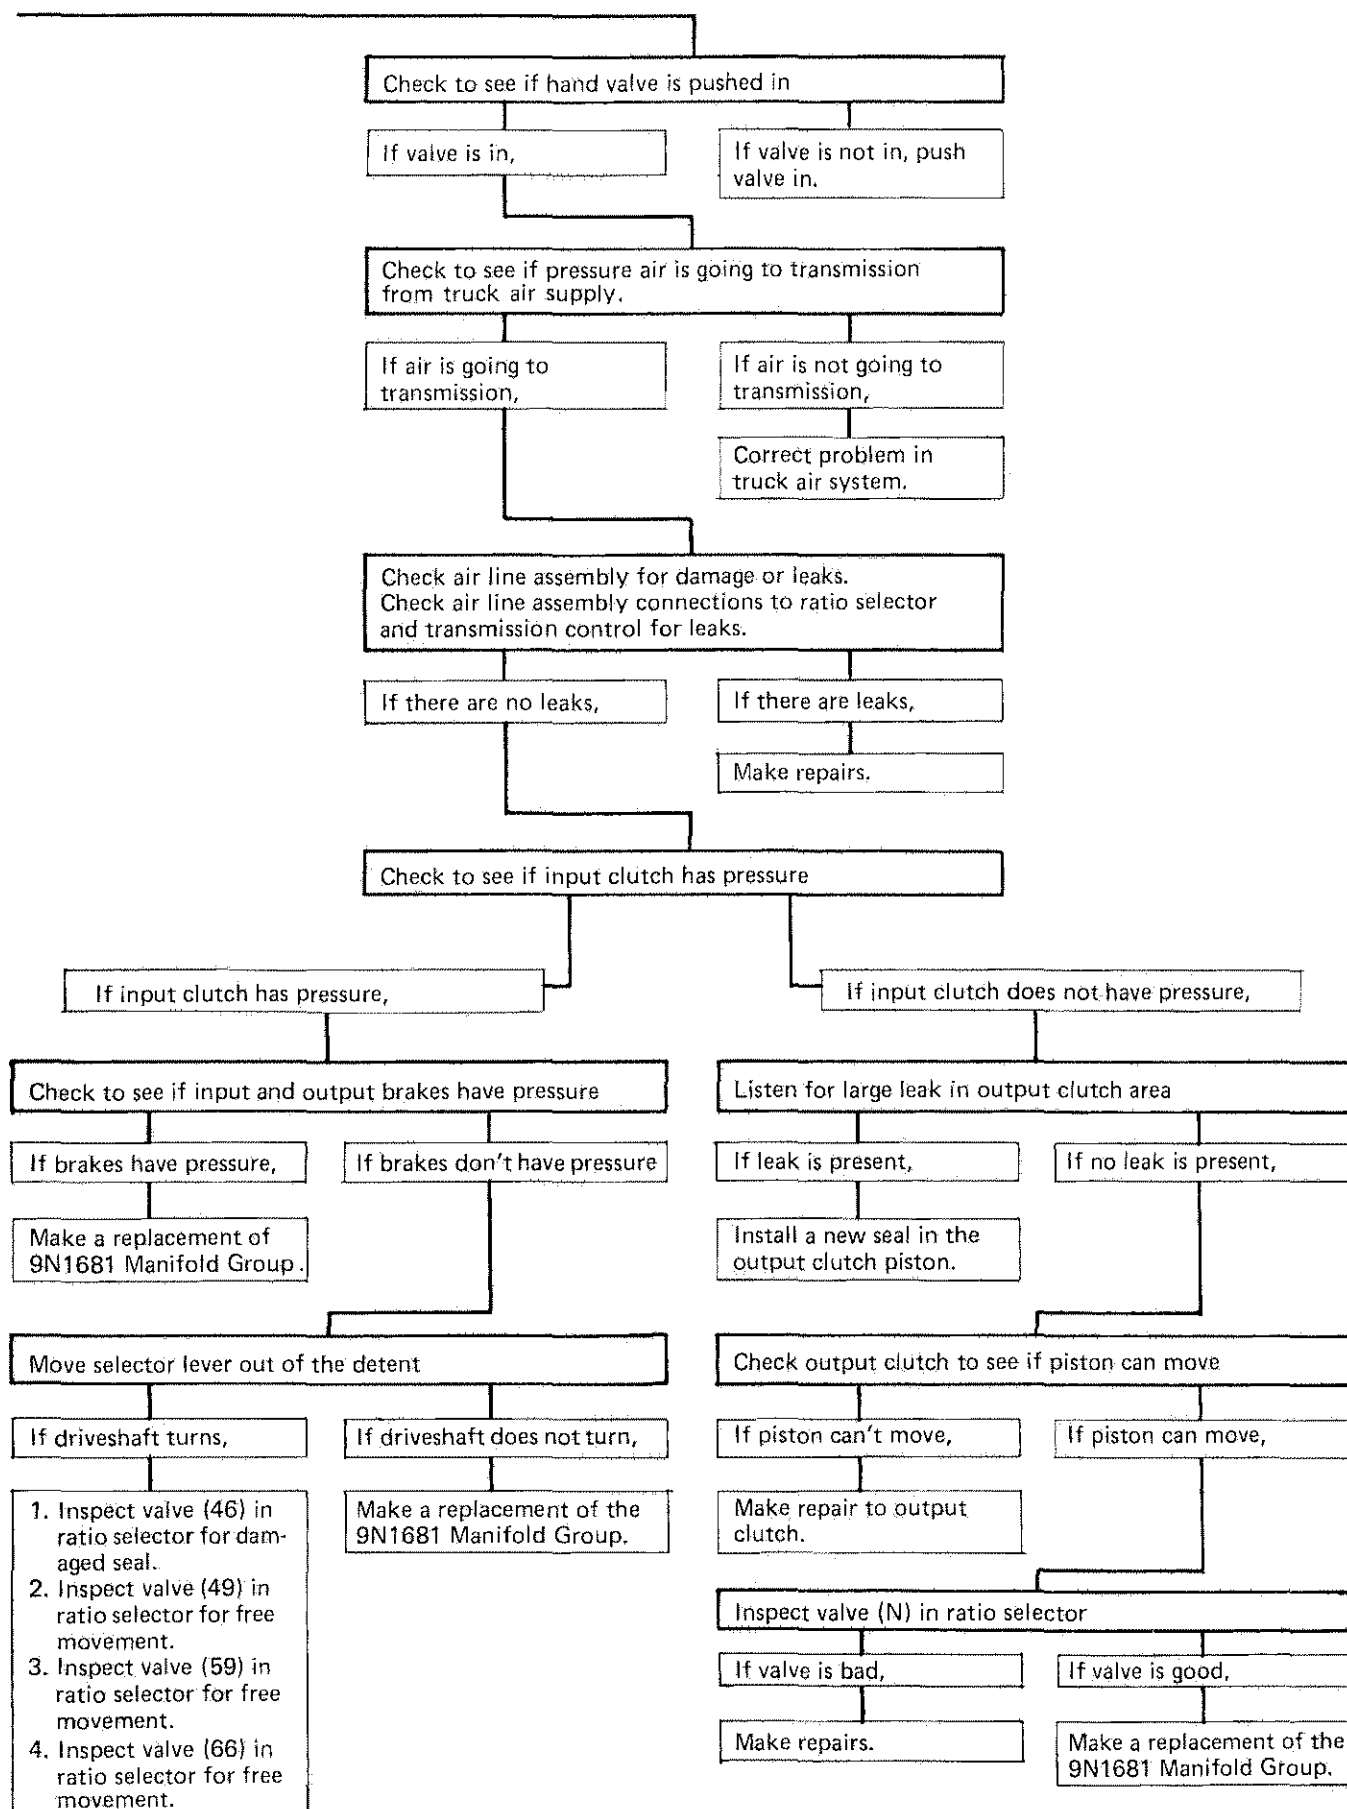 Check to see if hand valve is pushed in
If valve is in,
If valve is not in, push
valve in.
Check to see if pressure air is going to transmission
from truck air supply.
If air is going to
transmission,
If air is not going to
transmission,
Correct problem in
truck air system.
Check air line assembly for damage or leaks.
Check air line assembly connections to ratio selector
and transmission control for leaks.
If there are no leaks,
If there are leaks,
Make repairs.
Check to see if input clutch has pressure
If input clutch has pressure,
If input clutch does not have pressure,
Check to see if input and output brakes have pressure
If brakes have pressure,
If brakes don't have pressure
Make a replacement of
9N1681 Manifold Group.
Move selector lever out of the detent
If driveshaft turns,
If driveshaft does not turn,
1. Inspect valve (46) in
ratio selector for dam-
aged seal.
2. Inspect valve (49) in
ratio selector for free
movement.
3. Inspect valve (59) in
ratio selector for free
movement.
4. Inspect valve (66) in
ratio selector for free
movement.
Make a replacement of the
9N1681 Manifold Group.
Listen for large leak in output clutch area
If leak is present,
If no leak is present,
Install a new seal in the
output clutch piston.
Check output clutch to see if piston can move
If piston can't move,
If piston can move,
Make repair to output
clutch.
Inspect valve (N) in ratio selector
If valve is bad,
If valve is good,
Make repairs.
Make a replacement of the
9N1681 Manifold Group.